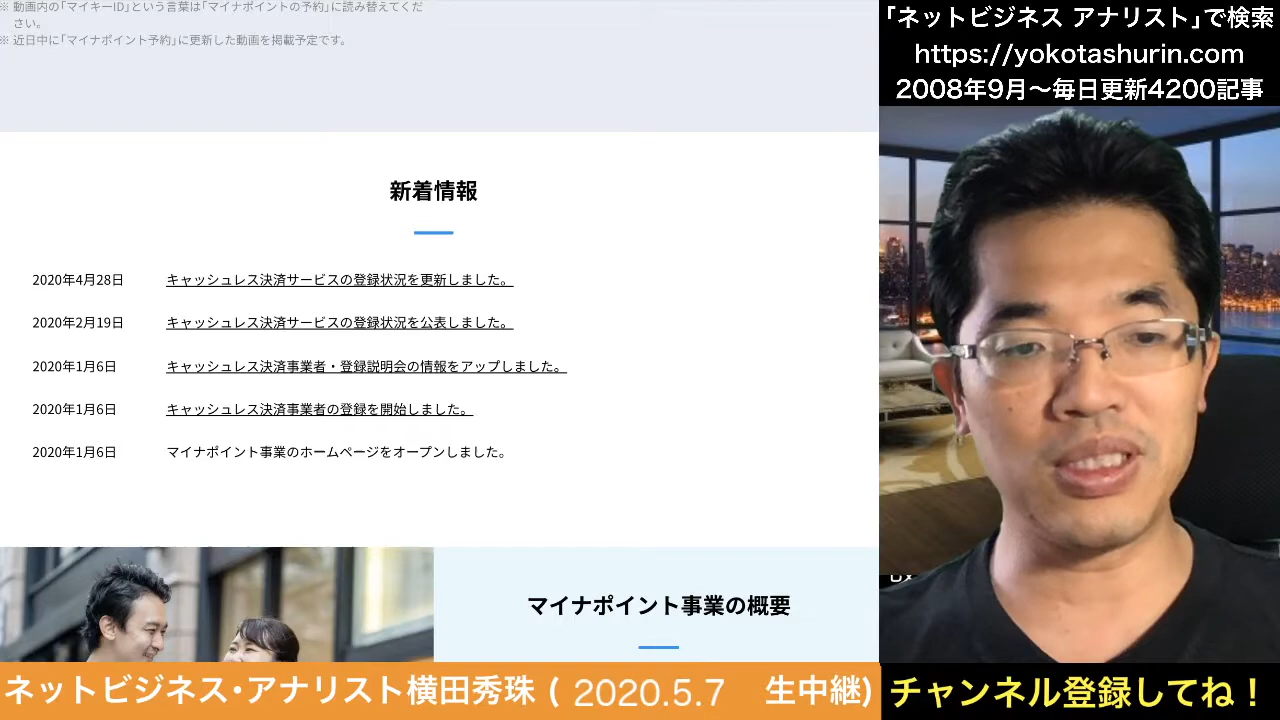 ※ 動画内の「マイキーID」という言葉は「マイナポイントの予約」に読み替えてくだ
さい。
※ 近日中に「マイナポイント予約」に更新した動画を掲載予定です。
新着情報
2020年4月28日 キャッシュレス決済サービスの登録状況を更新しました。
2020年2月19日 キャッシュレス決済サービスの登録状況を公表しました。
2020年1月6日 キャッシュレス決済事業者・登録説明会の情報をアップしました。
2020年1月6日 キャッシュレス決済事業者の登録を開始しました。
2020年1月6日 マイナポイント事業のホームページをオープンしました。
マイナポイント事業の概要
「ネットビジネス アナリスト」で検索
https://yokotashurin.com
2008年9月〜毎日更新4200記事
ネットビジネス・アナリスト横田秀珠 ( 2020.5.7 生中継)
チャンネル登録してね！